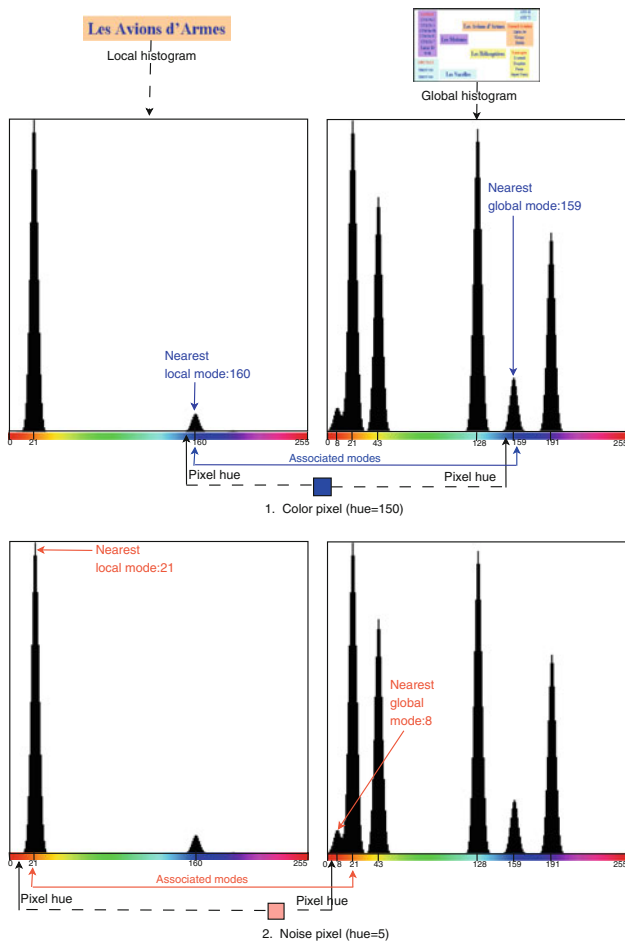 Les Avions d'Armes
Local histogram
Les Avions d'Armes
Les Hélicoptères
Les Navilles
Global histogram
Nearest
local mode:160
Nearest
global mode:159
0 21 160 255
0 8 21 43 128 159 191 255
Associated modes
Pixel hue
Pixel hue
1. Color pixel (hue=150)
Nearest
local mode:21
Nearest
global
mode:8
0 21 160 255
0 8 21 43 128 159 191 255
Associated modes
Pixel hue
Pixel hue
2. Noise pixel (hue=5)